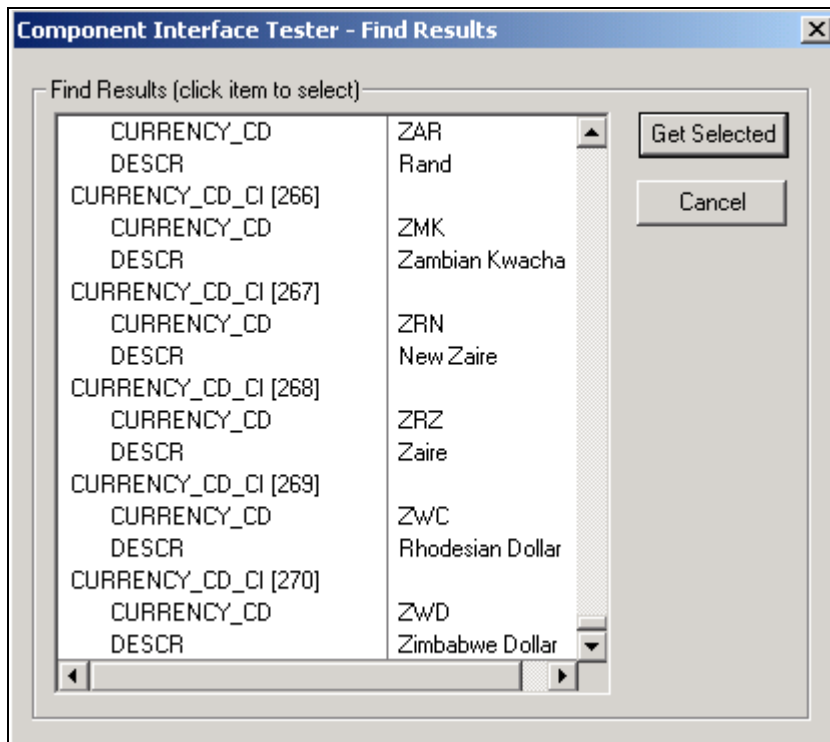 Component Interface Tester - Find Results
Find Results (click item to select)
CURRENCY_CD ZAR
DESCR Rand
CURRENCY_CD_CI [266]
CURRENCY_CD ZMK
DESCR Zambian Kwacha
CURRENCY_CD_CI [267]
CURRENCY_CD ZRN
DESCR New Zaire
CURRENCY_CD_CI [268]
CURRENCY_CD ZRZ
DESCR Zaire
CURRENCY_CD_CI [269]
CURRENCY_CD ZWC
DESCR Rhodesian Dollar
CURRENCY_CD_CI [270]
CURRENCY_CD ZWD
DESCR Zimbabwe Dollar
Get Selected
Cancel